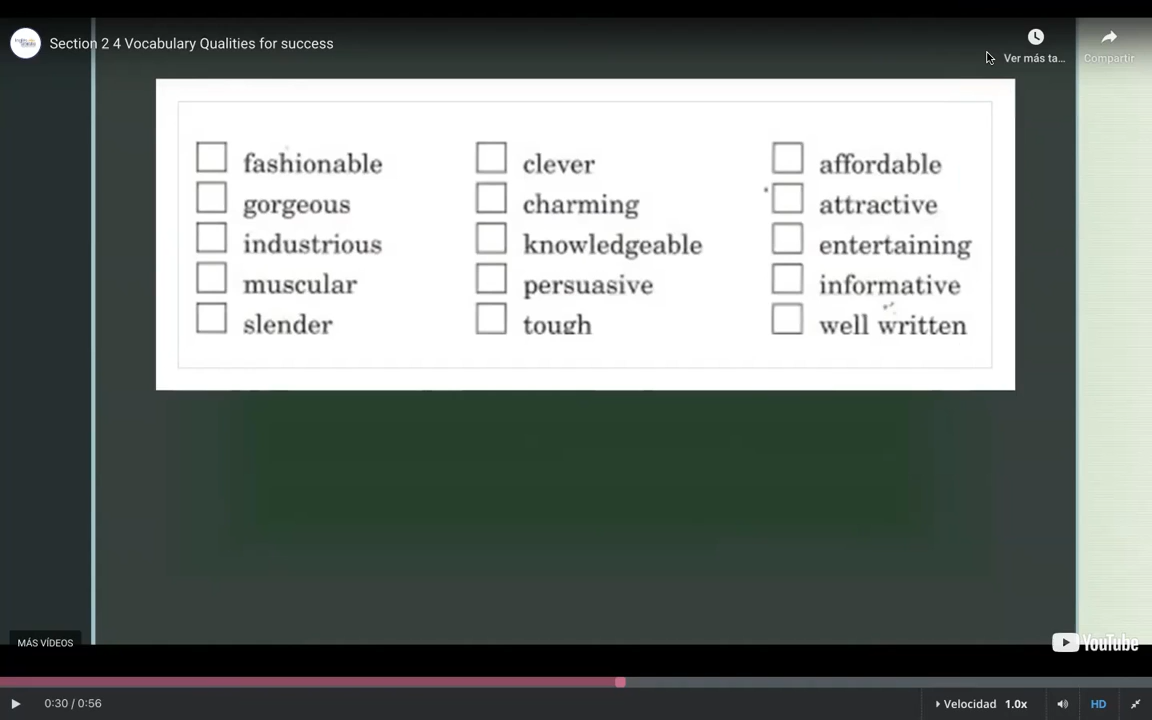 Section 2 4 Vocabulary Qualities for success
Ver más ta...
Compartir
fashionable
gorgeous
industrious
muscular
slender
clever
charming
knowledgeable
persuasive
tough
affordable
attractive
entertaining
informative
well written
MÁS VÍDEOS
YouTube
0:30 / 0:56
Velocidad 1.0x
HD